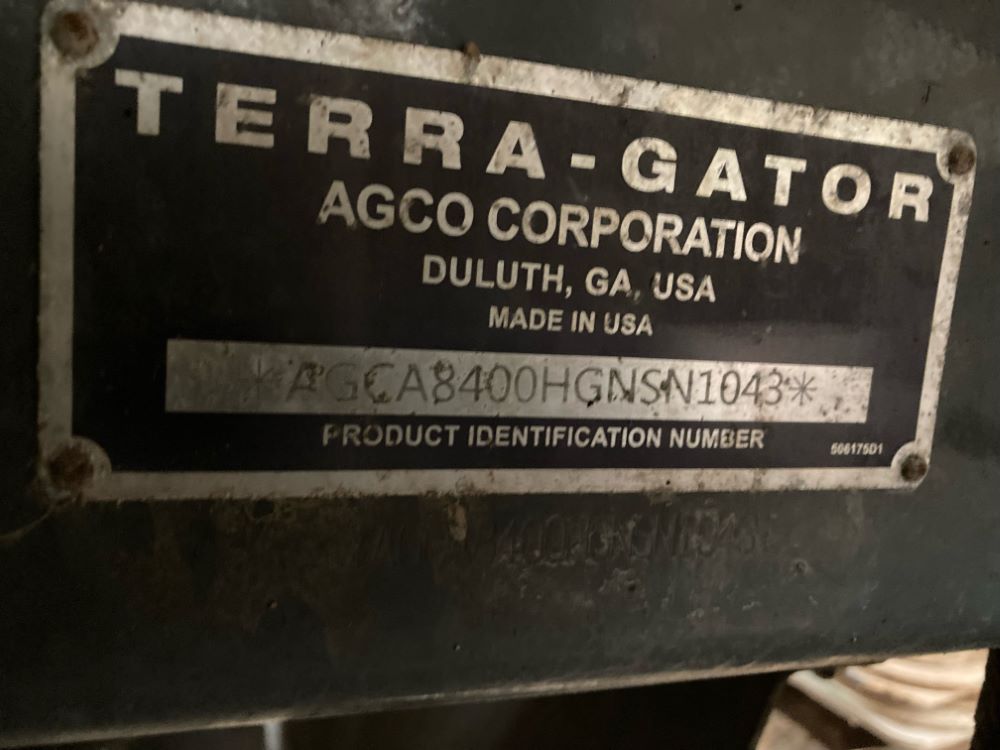 TERRA-GATOR
AGCO CORPORATION
DULUTH, GA, USA
MADE IN USA
*AGCA8400HGNSN1043*
PRODUCT IDENTIFICATION NUMBER
506175D1